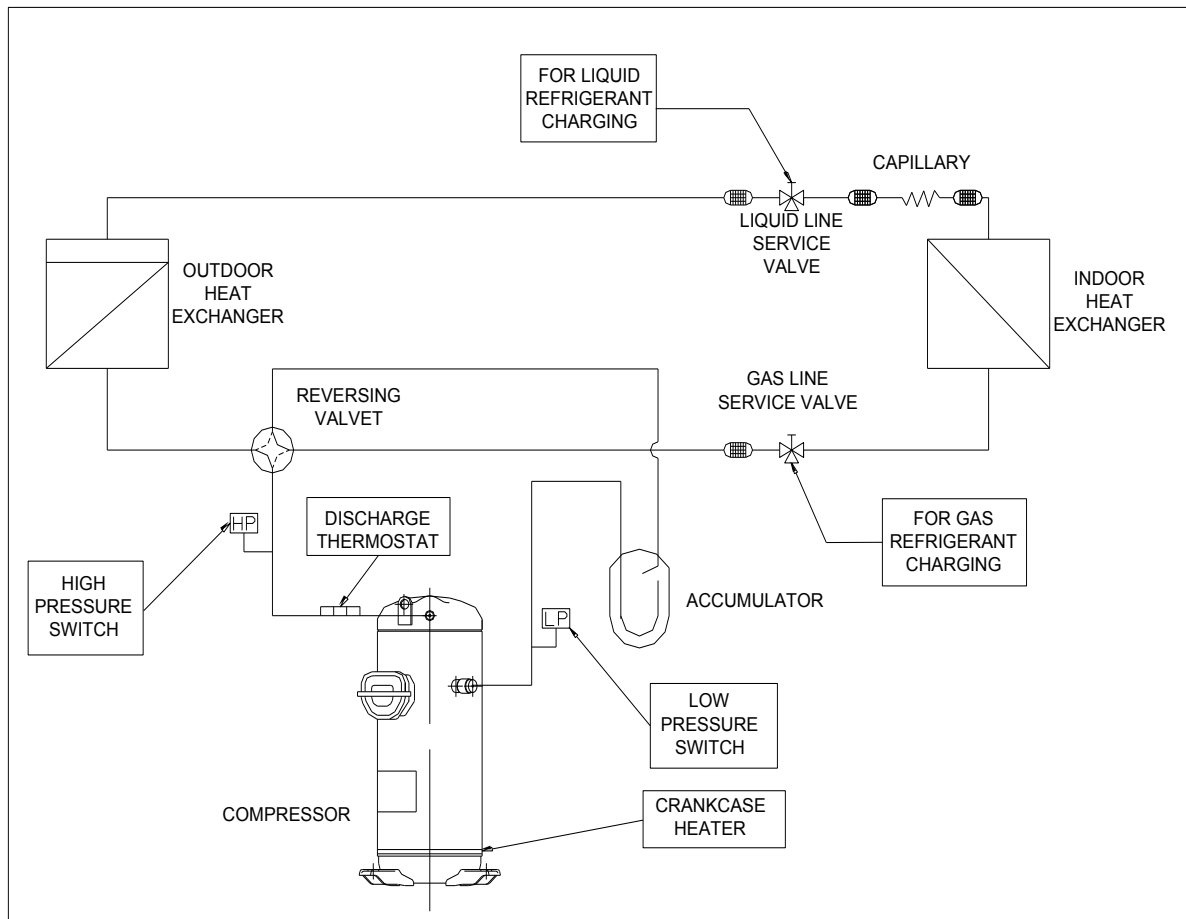 FOR LIQUID
REFRIGERANT
CHARGING
CAPILLARY
LIQUID LINE
SERVICE
VALVE
OUTDOOR
HEAT
EXCHANGER
INDOOR
HEAT
EXCHANGER
REVERSING
VALVET
GAS LINE
SERVICE VALVE
HP
DISCHARGE
THERMOSTAT
FOR GAS
REFRIGERANT
CHARGING
HIGH
PRESSURE
SWITCH
ACCUMULATOR
LP
LOW
PRESSURE
SWITCH
COMPRESSOR
CRANKCASE
HEATER